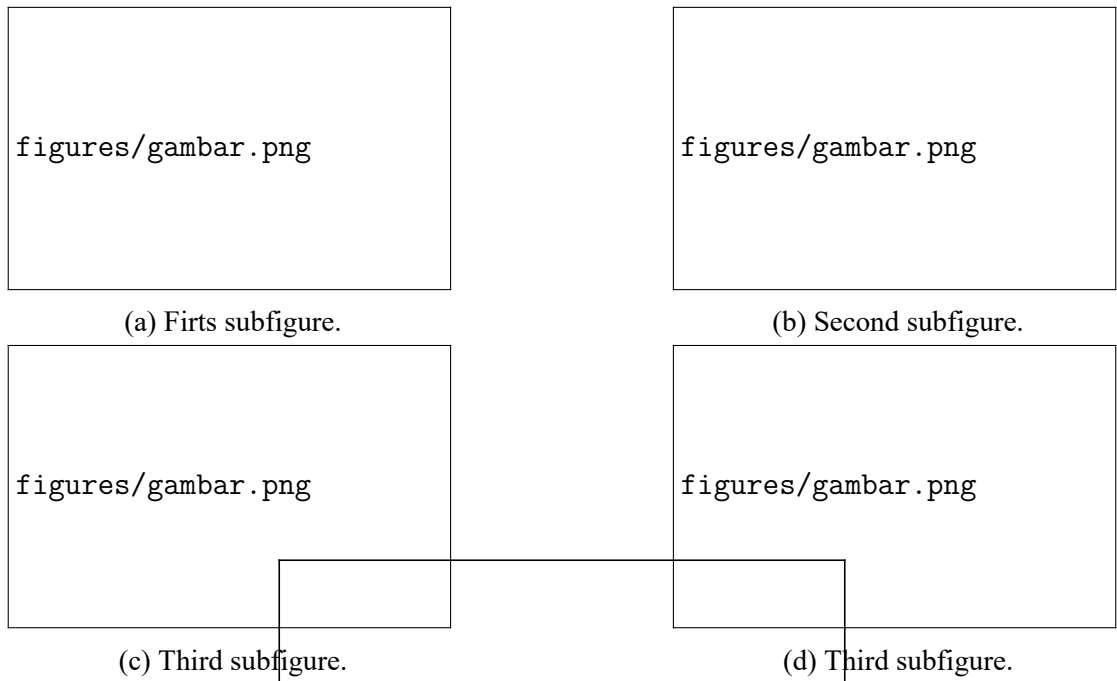 figures/gambar.png figures/gambar.png
(a) Firts subfigure. (b) Second subfigure.
figures/gambar.png figures/gambar.png
(c) Third subfigure. (d) Third subfigure.